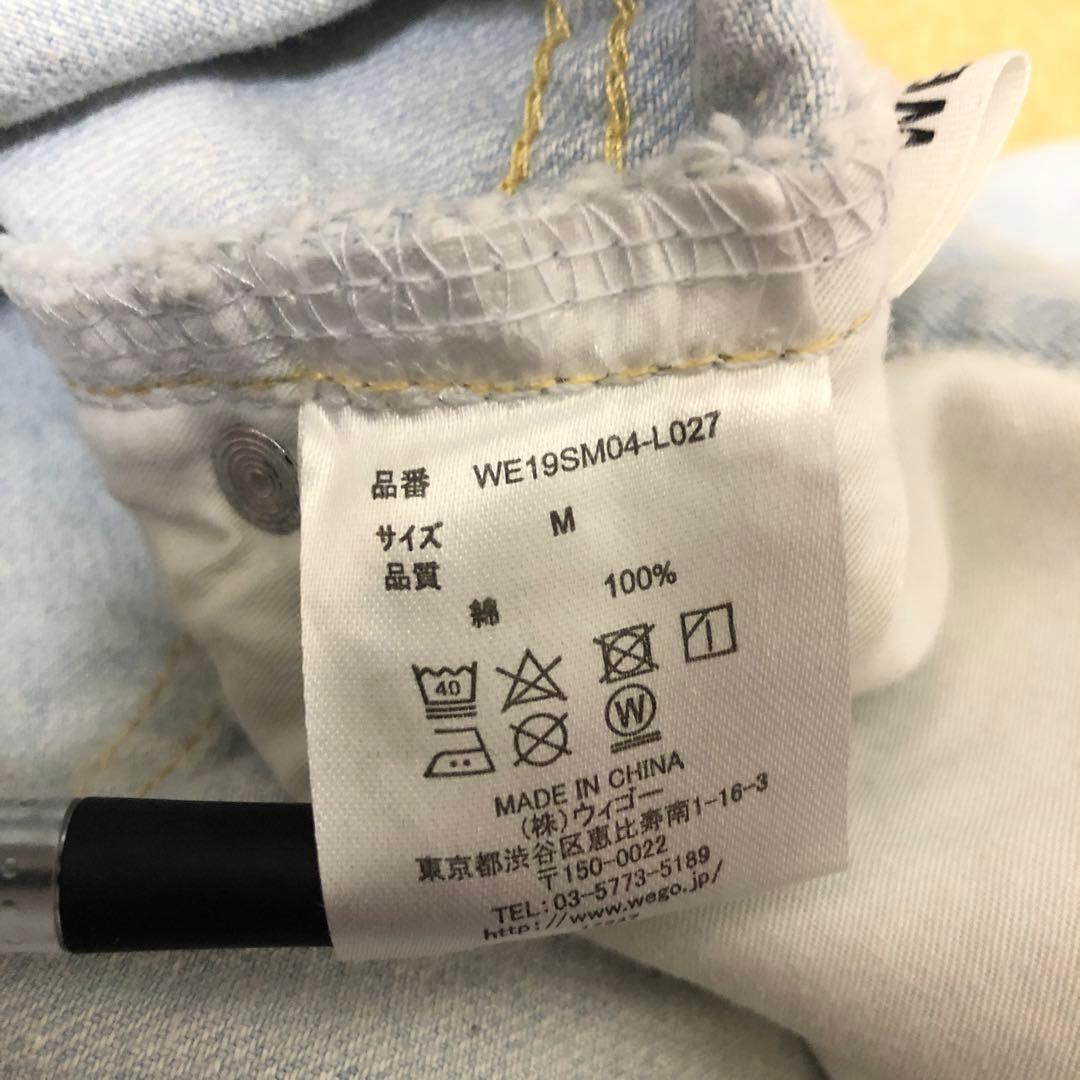 M
品番 WE19SM04-L027
サイズ M
品質
綿 100%
40
W
MADE IN CHINA
(株)ウィゴー
東京都渋谷区恵比寿南1-16-3
〒150-0022
TEL:03-5773-5189
http://www.wego.jp/